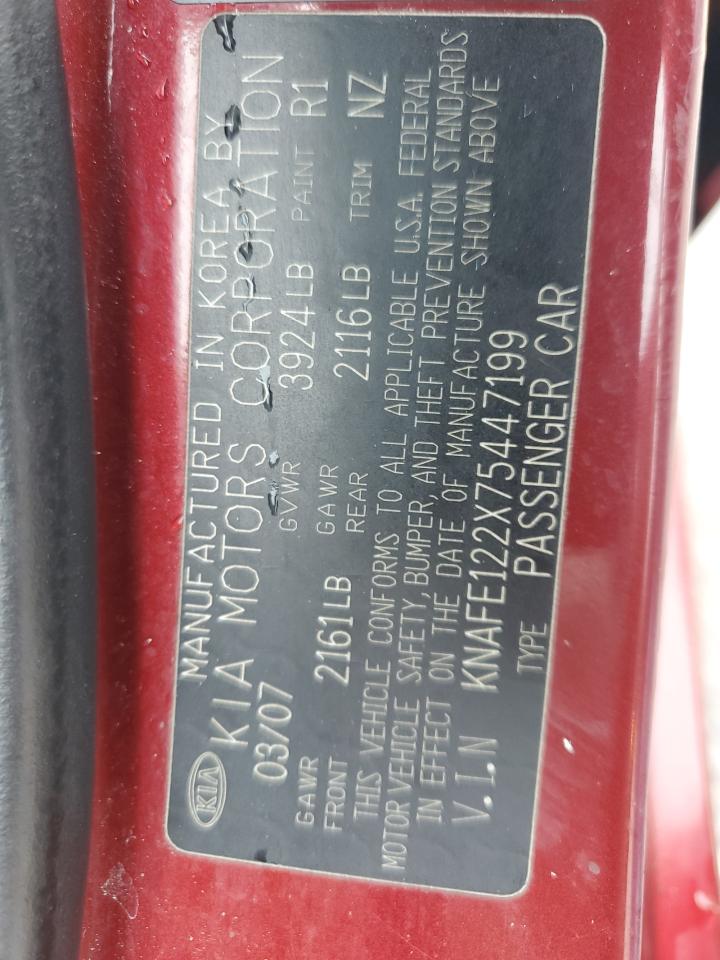 KIA
MANUFACTURED IN KOREA BY
KIA MOTORS CORPORATION
03/07 GVWR 3924LB PAINT R1
GAWR FRONT 2161LB GAWR REAR 2116LB TRIM NZ
THIS VEHICLE CONFORMS TO ALL APPLICABLE U.S.A. FEDERAL
MOTOR VEHICLE SAFETY, BUMPER, AND THEFT PREVENTION STANDARDS
IN EFFECT ON THE DATE OF MANUFACTURE SHOWN ABOVE
V.I.N KNAFE122X75447199
TYPE PASSENGER CAR